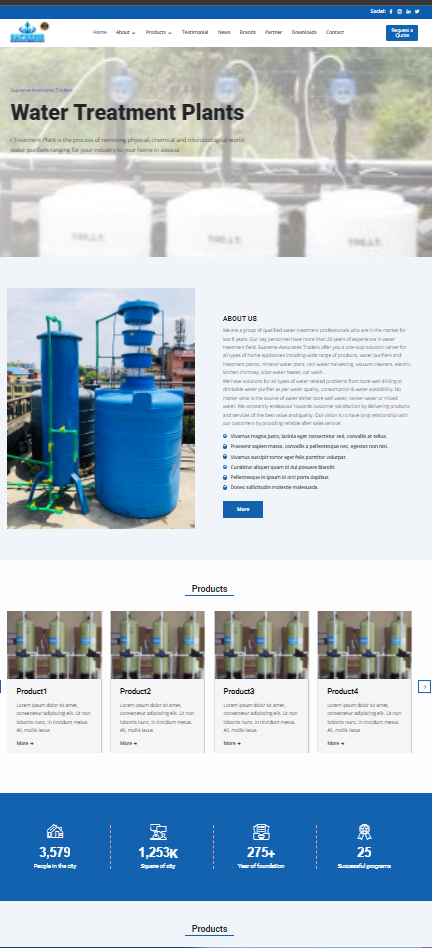 Social:
SUPREME
Home About Products Testimonial News Brands Partner Downloads Contact
Request a
Quote
Supreme Associates Traders
Water Treatment Plants
Treatment Plant is the process of removing physical, chemical and microbiological world
water purifiers ranging for your industry to your home in associa
ABOUT US
We are a group of qualified water treatment professionals who are in the market for
last 8 years. Our key personnel have more than 20 years of experience in water
treatment field. Supreme Associates Traders offer you a one-stop solution center for
all types of home appliances including wide range of products, water purifiers and
treatment plants, mineral water plant, rain water harvesting, vacuum cleaners, electric
kitchen chimney, solar water heater, car wash .
We have solutions for all types of water related problems from bore well drilling to
drinkable water purifier as per water quality, consumption & water availability. No
matter what is the source of water either bore well water, tanker water or mixed
water. We constantly endeavour towards customer satisfaction by delivering products
and services of the best value and quality. Our vision is to have long relationship with
our customers by providing reliable after sales service.
Vivamus magna justo, lacinia eget consectetur sed, convallis at tellus.
Praesent sapien massa, convallis a pellentesque nec, egestas non nisi.
Vivamus suscipit tortor eget felis porttitor volutpat.
Curabitur aliquet quam id dui posuere blandit.
Pellentesque in ipsum id orci porta dapibus.
Donec sollicitudin molestie malesuada.
More
Products
Product1 Product2 Product3 Product4
Lorem ipsum dolor sit amet, Lorem ipsum dolor sit amet, Lorem ipsum dolor sit amet, Lorem ipsum dolor sit amet,
consectetur adipiscing elit. Ut non consectetur adipiscing elit. Ut non consectetur adipiscing elit. Ut non consectetur adipiscing elit. Ut non
lobortis nunc, in tincidunt metus. lobortis nunc, in tincidunt metus. lobortis nunc, in tincidunt metus. lobortis nunc, in tincidunt metus.
All, mollis lacus All, mollis lacus All, mollis lacus All, mollis lacus
More → More → More → More →
3,579 1,253K 275+ 25
People in the city Square of city Year of foundation Successful programs
Products